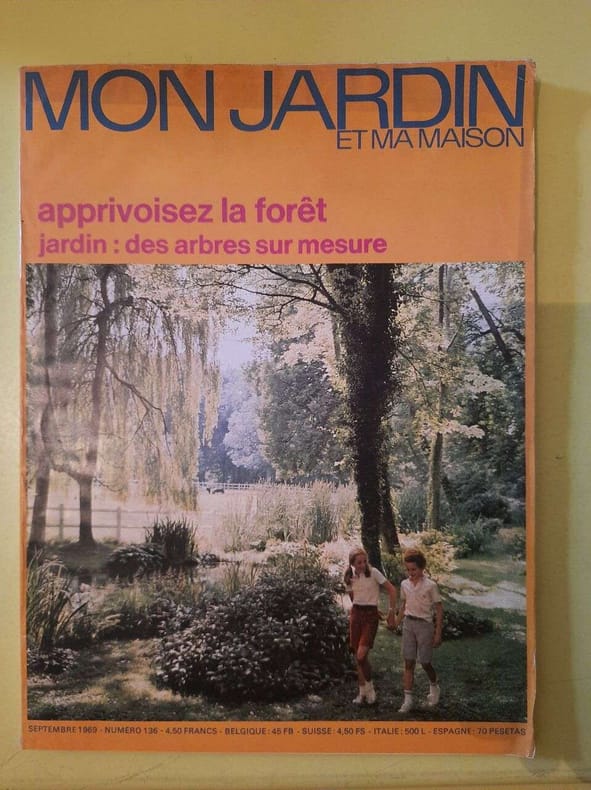 MON JARDIN
ET MA MAISON
apprivoisez la forêt
jardin : des arbres sur mesure
SEPTEMBRE 1969 - NUMÉRO 136 - 4,50 FRANCS - BELGIQUE : 45 FB - SUISSE : 4,50 FS - ITALIE : 500 L - ESPAGNE : 70 PESETAS